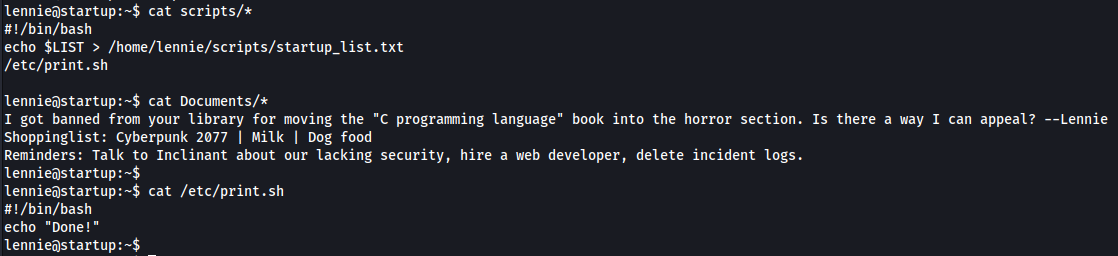 lennie@startup:~$ cat scripts/*
#!/bin/bash
echo $LIST > /home/lennie/scripts/startup_list.txt
/etc/print.sh
lennie@startup:~$ cat Documents/*
I got banned from your library for moving the "C programming language" book into the horror section. Is there a way I can appeal? --Lennie
Shoppinglist: Cyberpunk 2077 | Milk | Dog food
Reminders: Talk to Inclinant about our lacking security, hire a web developer, delete incident logs.
lennie@startup:~$
lennie@startup:~$ cat /etc/print.sh
#!/bin/bash
echo "Done!"
lennie@startup:~$